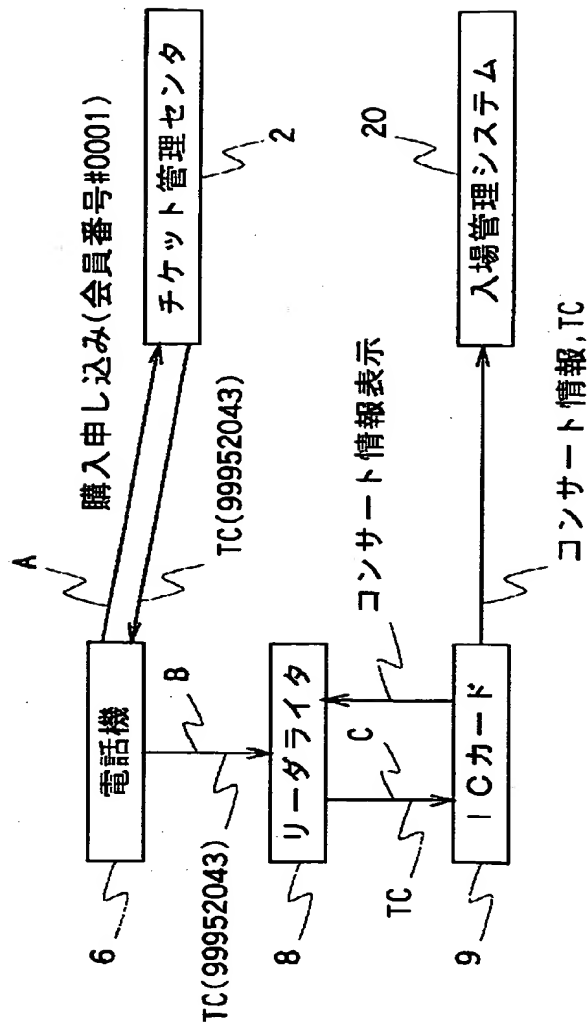 A
購入申し込み(会員番号#0001)
電話機
6
チケット管理センタ
2
TC(99952043)
B
TC(99952043)
リーダライタ
8
コンサート情報表示
C
TC
ICカード
9
入場管理システム
20
コンサート情報,TC